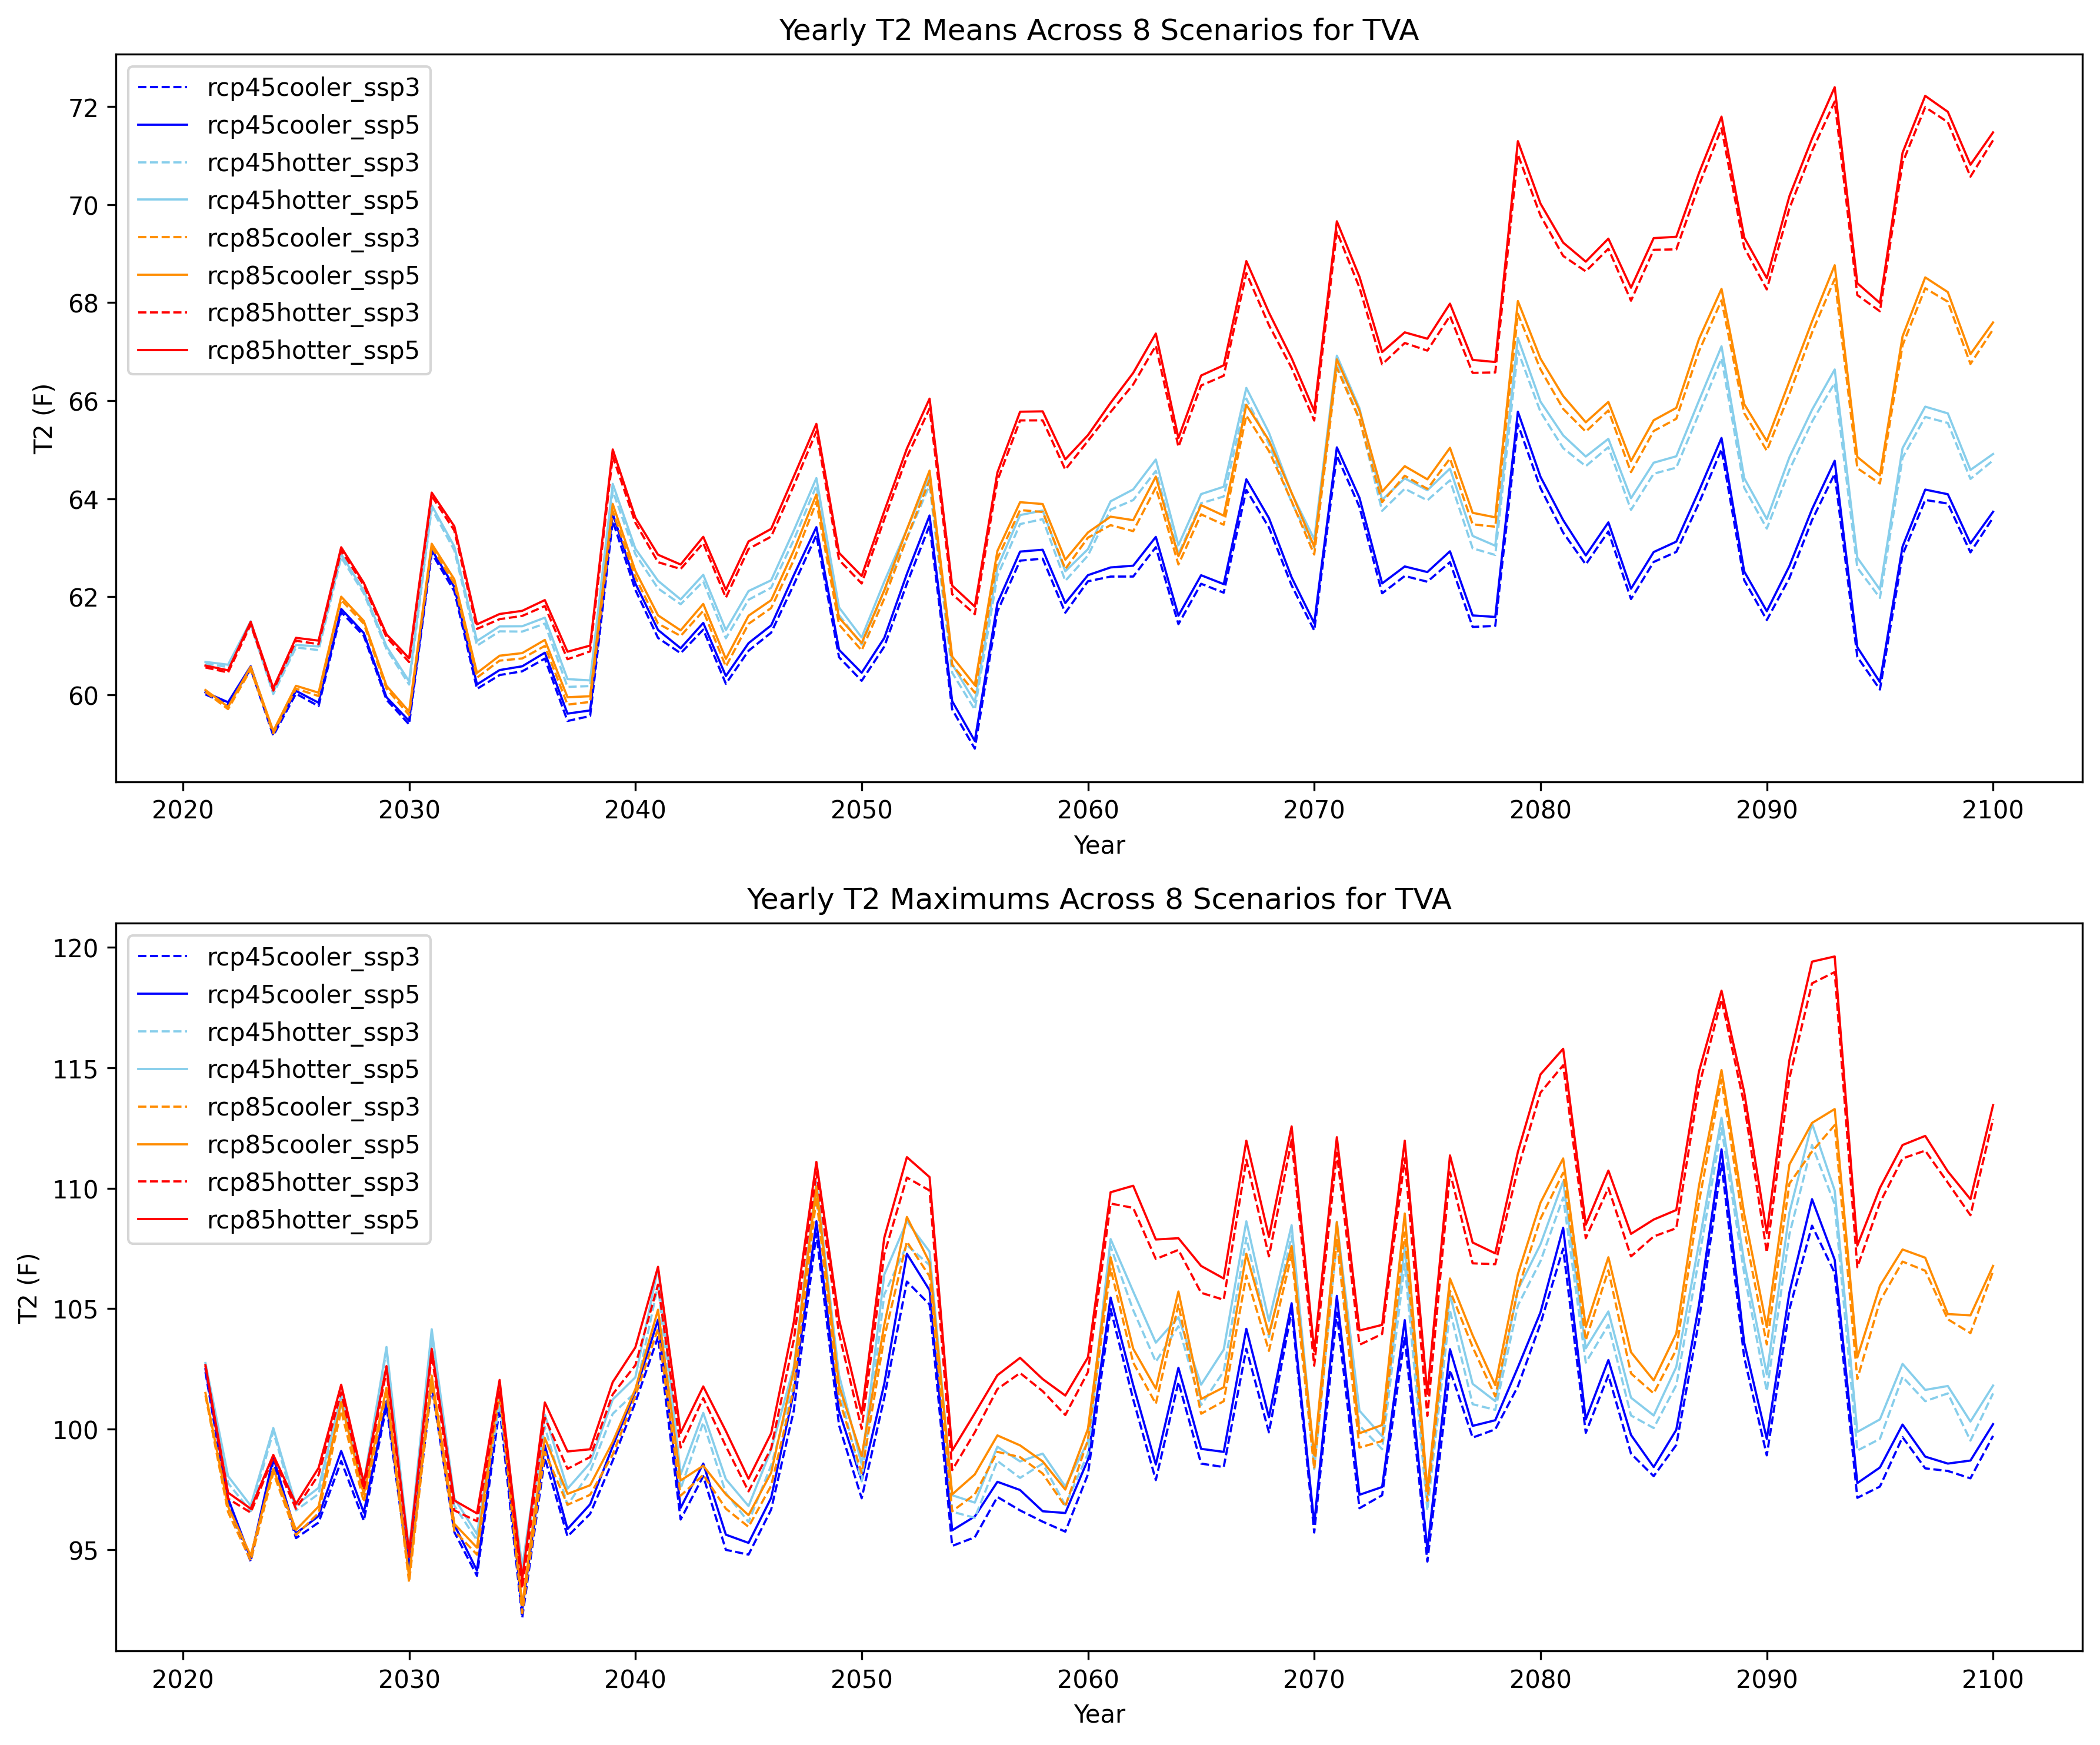 Yearly T2 Means Across 8 Scenarios for TVA
rcp45cooler_ssp3
rcp45cooler_ssp5
rcp45hotter_ssp3
rcp45hotter_ssp5
rcp85cooler_ssp3
rcp85cooler_ssp5
rcp85hotter_ssp3
rcp85hotter_ssp5
72
70
68
66
64
62
60
T2 (F)
2020 2030 2040 2050 2060 2070 2080 2090 2100
Year
Yearly T2 Maximums Across 8 Scenarios for TVA
rcp45cooler_ssp3
rcp45cooler_ssp5
rcp45hotter_ssp3
rcp45hotter_ssp5
rcp85cooler_ssp3
rcp85cooler_ssp5
rcp85hotter_ssp3
rcp85hotter_ssp5
120
115
110
105
100
95
T2 (F)
2020 2030 2040 2050 2060 2070 2080 2090 2100
Year